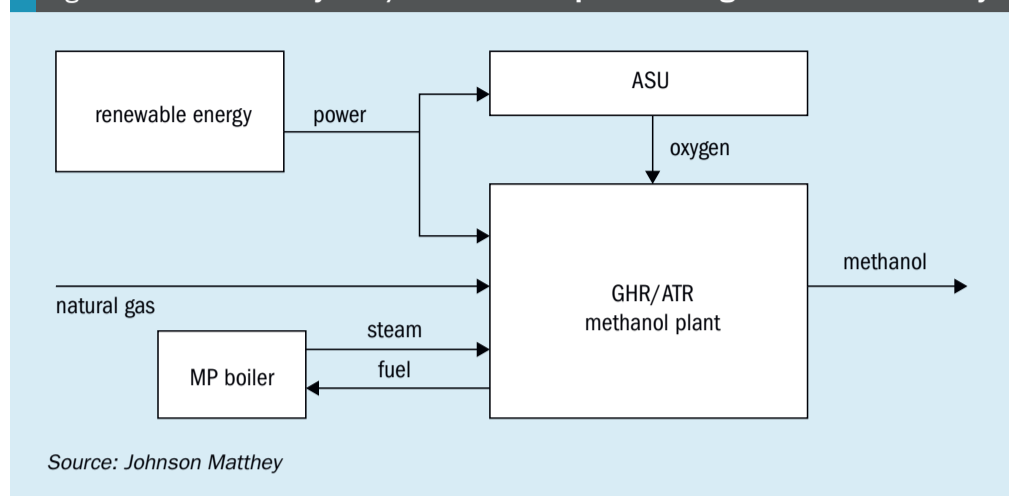 renewable energy
power
ASU
oxygen
natural gas
GHR/ATR
methanol plant
methanol
steam
fuel
MP boiler
Source: Johnson Matthey